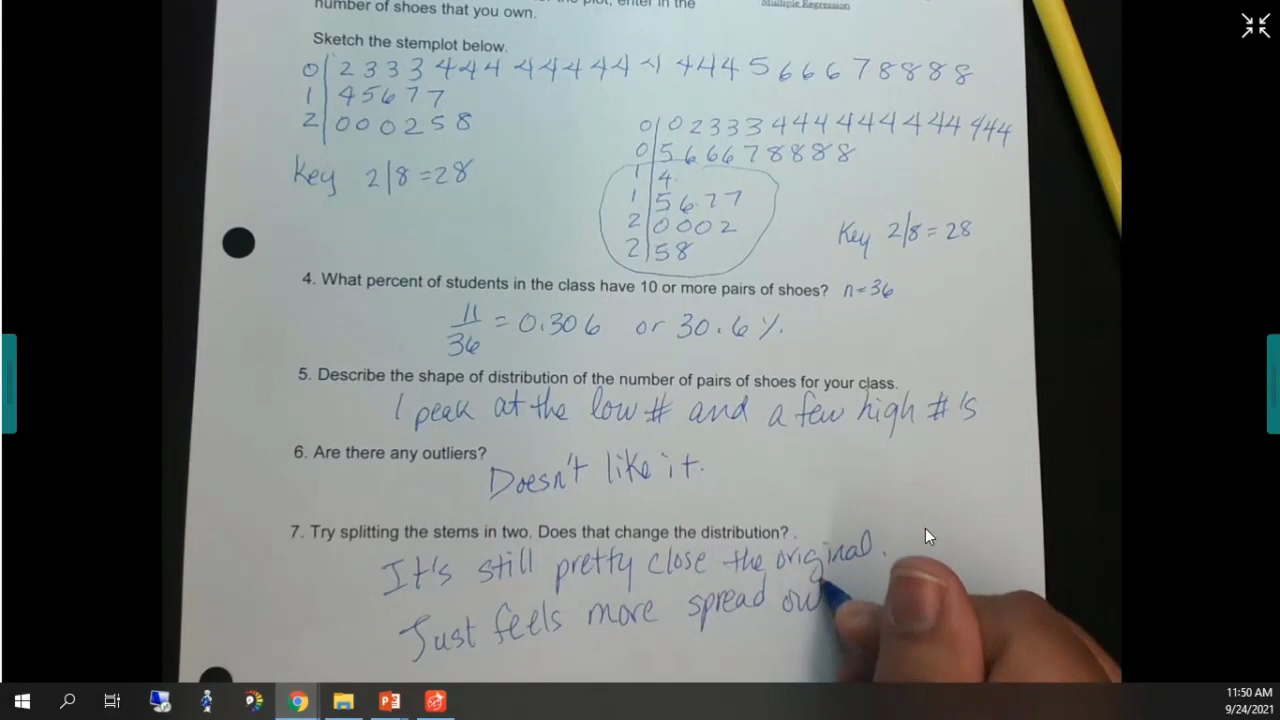 number of shoes that you own.
Multiple Regression
Sketch the stemplot below.
0| 2 3 3 3 4 4 4 4 4 4 4 4 4 4 4 4 5 6 6 6 7 8 8 8 8
1| 4 5 6 7 7
2| 0 0 0 2 5 8
Key 2|8 = 28
0| 0 2 3 3 3 4 4 4 4 4 4 4 4 4 4 4 4
0| 5 6 6 6 7 8 8 8 8
1| 4
1| 5 6 7 7
2| 0 0 0 2
2| 5 8
Key 2|8 = 28
4. What percent of students in the class have 10 or more pairs of shoes? n=36
11/36 = 0.306 or 30.6%.
5. Describe the shape of distribution of the number of pairs of shoes for your class.
1 peak at the low # and a few high #'s
6. Are there any outliers?
Doesn't like it.
7. Try splitting the stems in two. Does that change the distribution? .
It's still pretty close the original.
Just feels more spread ou
11:50 AM
9/24/2021